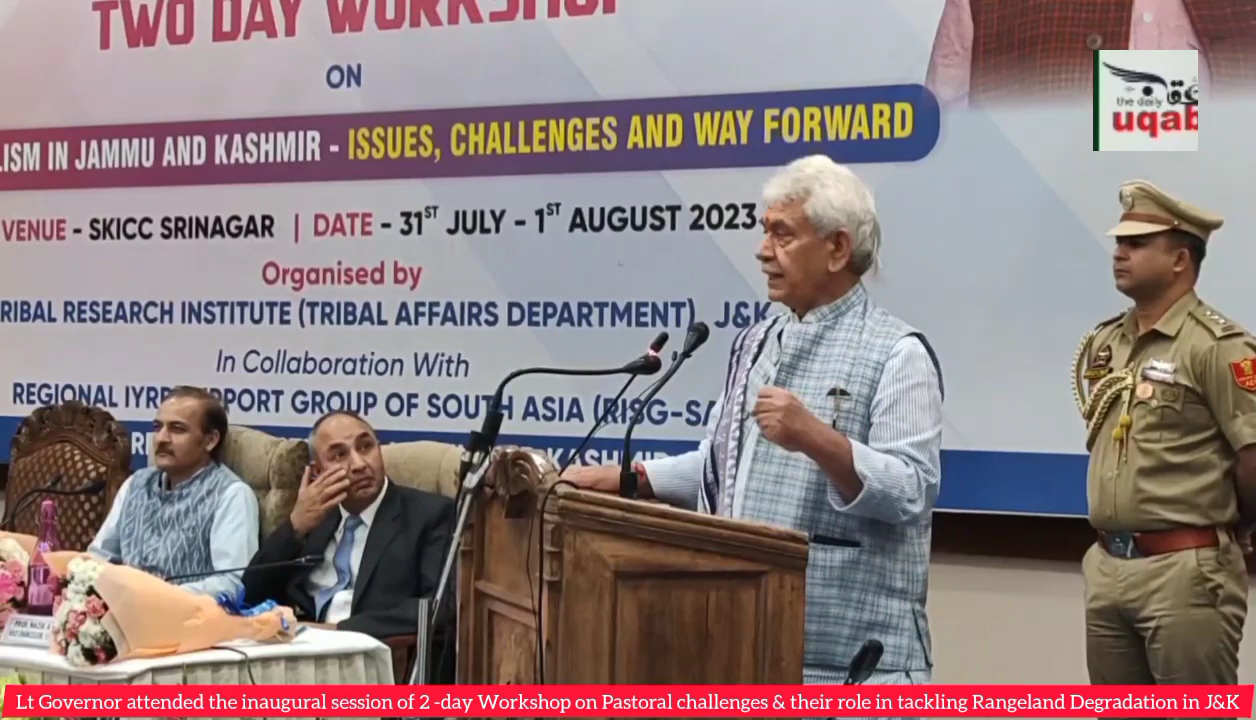 TWO DAY WORKSHOP
ON
LISM IN JAMMU AND KASHMIR - ISSUES, CHALLENGES AND WAY FORWARD
VENUE - SKICC SRINAGAR | DATE - 31ST JULY - 1ST AUGUST 2023
Organised by
RIBAL RESEARCH INSTITUTE (TRIBAL AFFAIRS DEPARTMENT), J&K
In Collaboration With
REGIONAL IYRP SUPPORT GROUP OF SOUTH ASIA (RISG-SA
KASHMIR
the daily
uqab
Lt Governor attended the inaugural session of 2 -day Workshop on Pastoral challenges & their role in tackling Rangeland Degradation in J&K